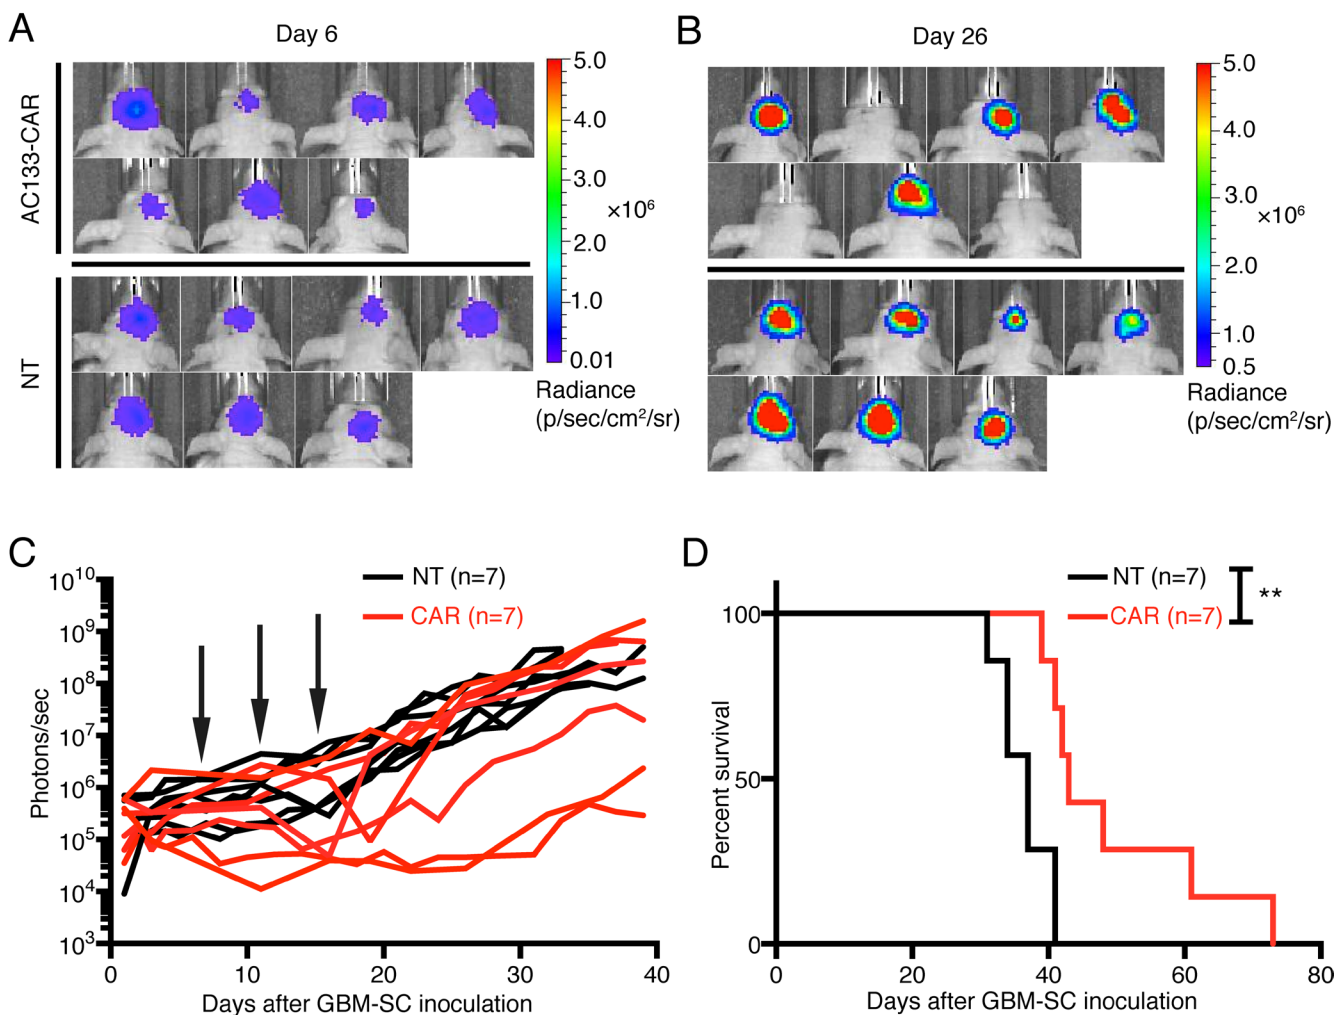 A
Day 6
AC133-CAR
NT
5.0
4.0
3.0
×10⁶
2.0
1.0
0.01
Radiance
(p/sec/cm²/sr)
B
Day 26
5.0
4.0
3.0
×10⁶
2.0
1.0
0.5
Radiance
(p/sec/cm²/sr)
C
NT (n=7)
CAR (n=7)
Photons/sec
10¹⁰
10⁹
10⁸
10⁷
10⁶
10⁵
10⁴
10³
0 10 20 30 40
Days after GBM-SC inoculation
D
NT (n=7)
CAR (n=7)
**
Percent survival
100
50
0
0 20 40 60 80
Days after GBM-SC inoculation